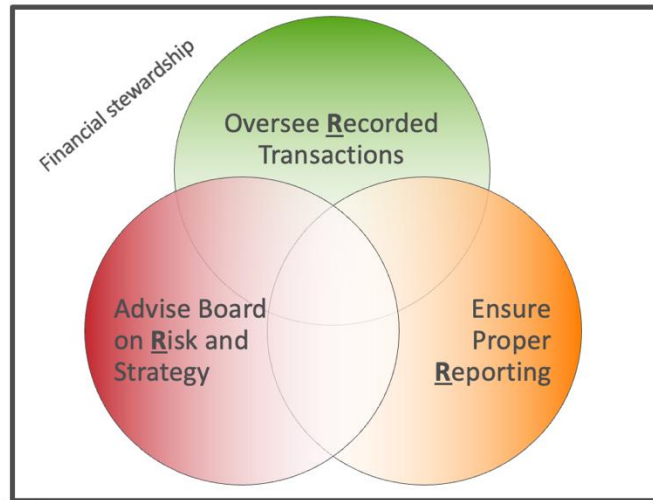 Financial stewardship
Oversee Recorded
Transactions
Advise Board
on Risk and
Strategy
Ensure
Proper
Reporting